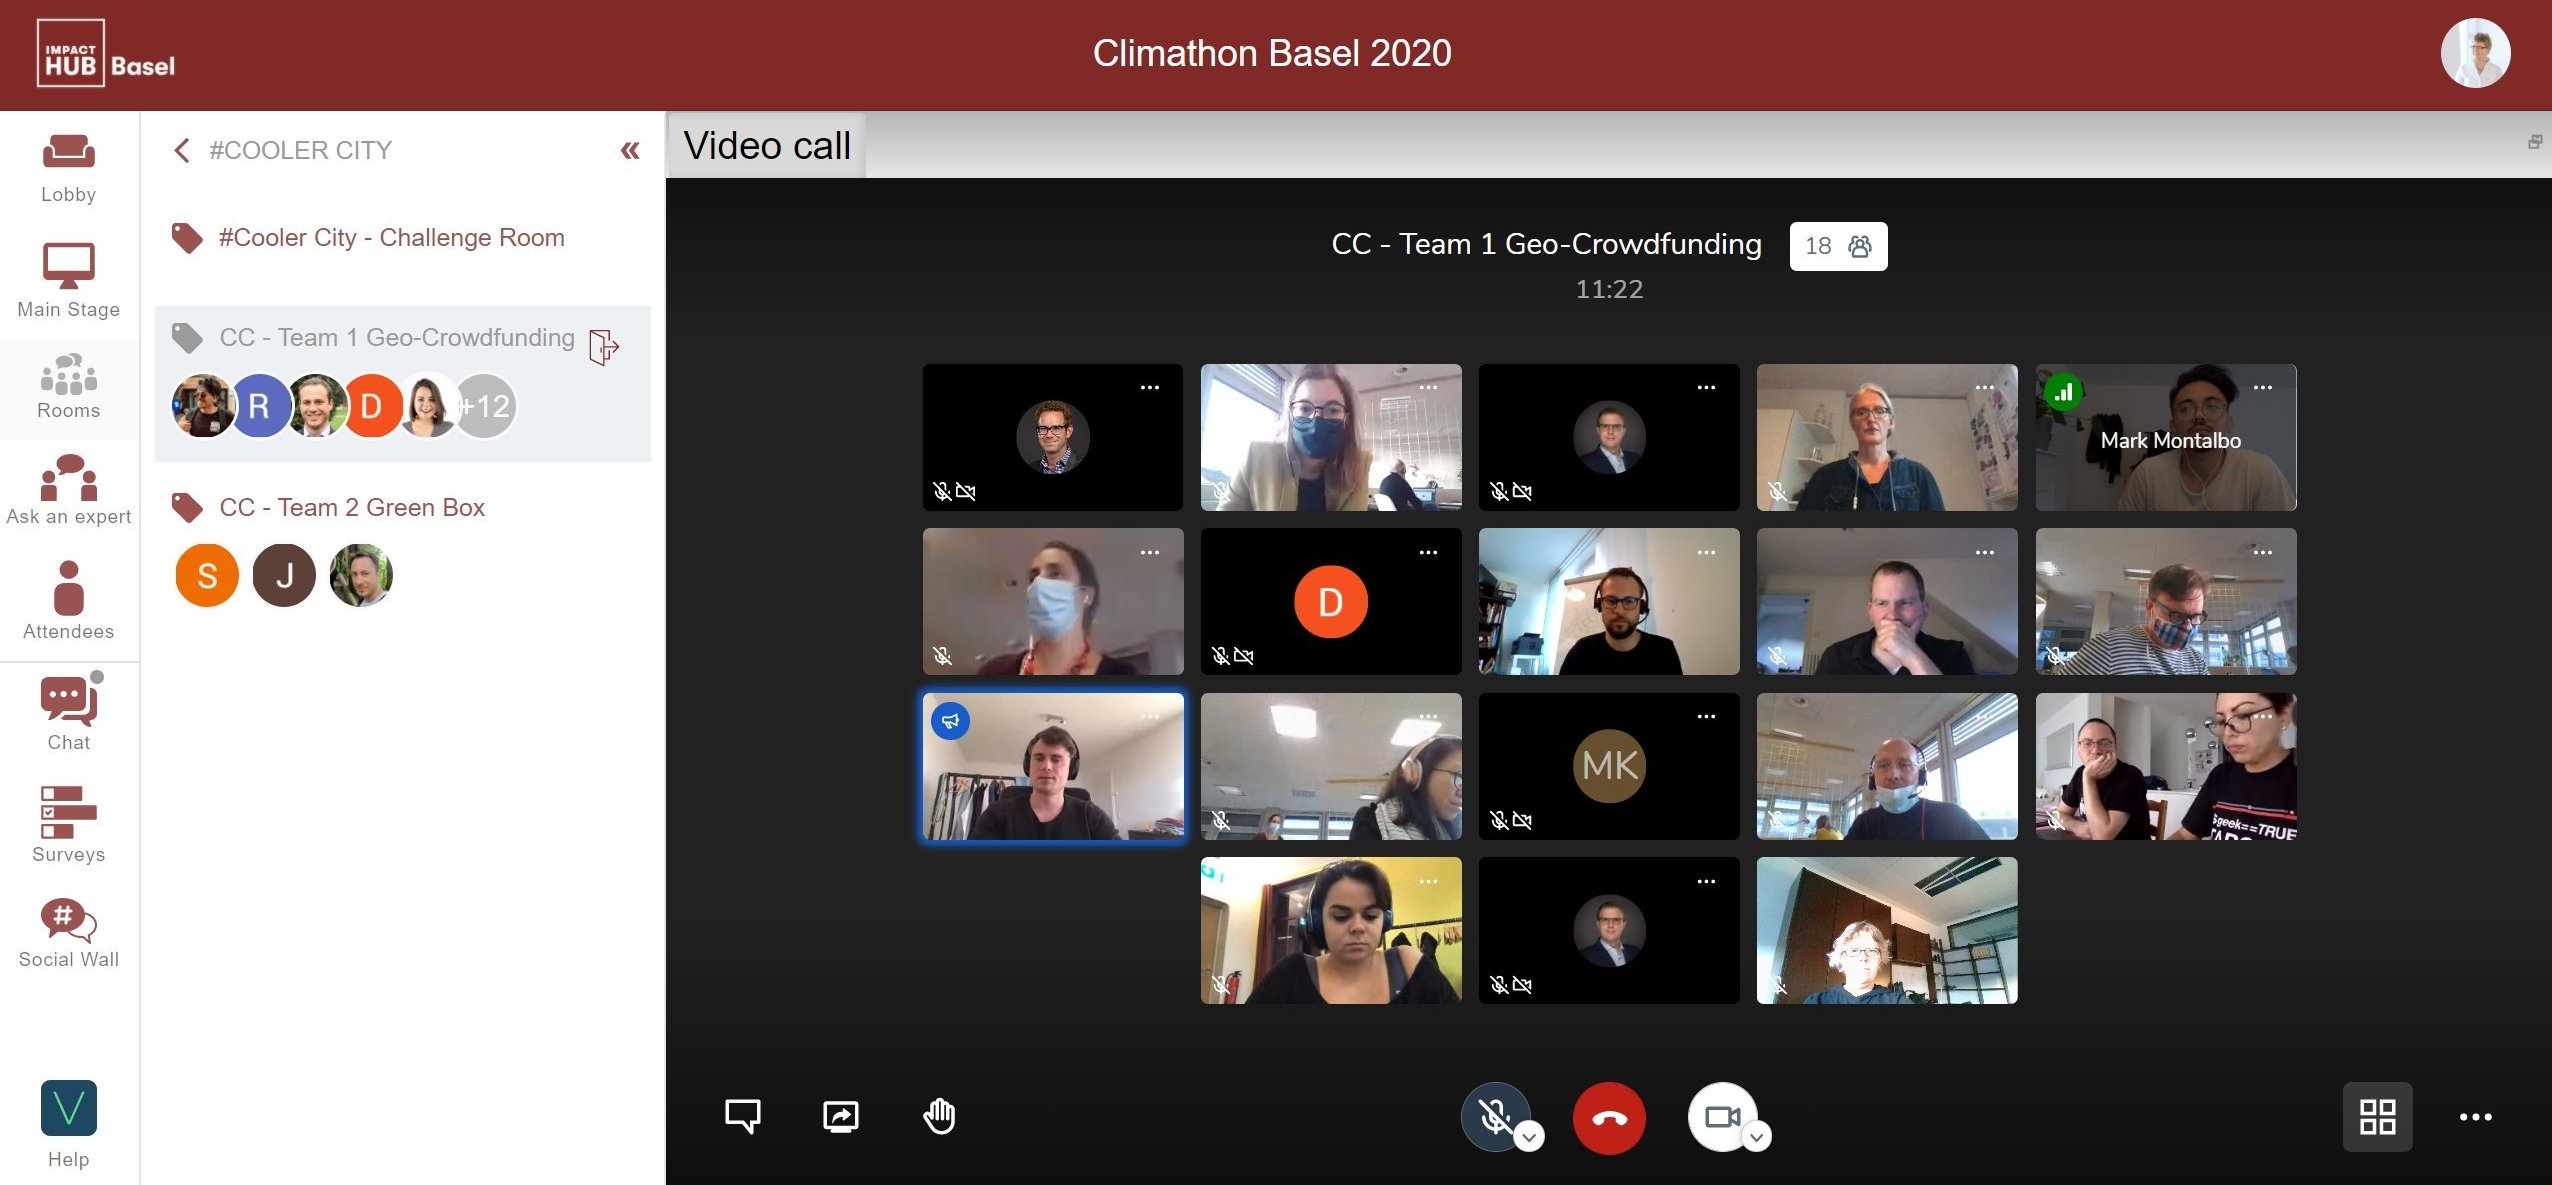 IMPACT
HUB Basel
Climathon Basel 2020
Lobby
Main Stage
Rooms
Ask an expert
Attendees
Chat
Surveys
Social Wall
V
Help
#COOLER CITY
#Cooler City - Challenge Room
CC - Team 1 Geo-Crowdfunding
R
D
+12
CC - Team 2 Green Box
S
J
Video call
CC - Team 1 Geo-Crowdfunding
18
11:22
Mark Montalbo
D
MK
$geek==TRUE